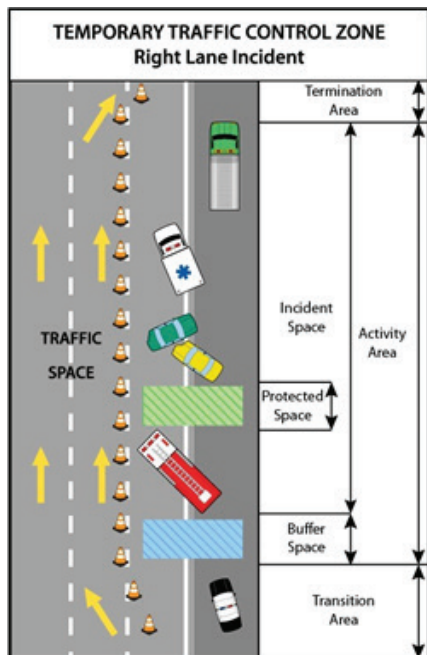 TEMPORARY TRAFFIC CONTROL ZONE
Right Lane Incident
Termination
Area
Incident
Space
Activity
Area
TRAFFIC
SPACE
Protected
Space
Buffer
Space
Transition
Area